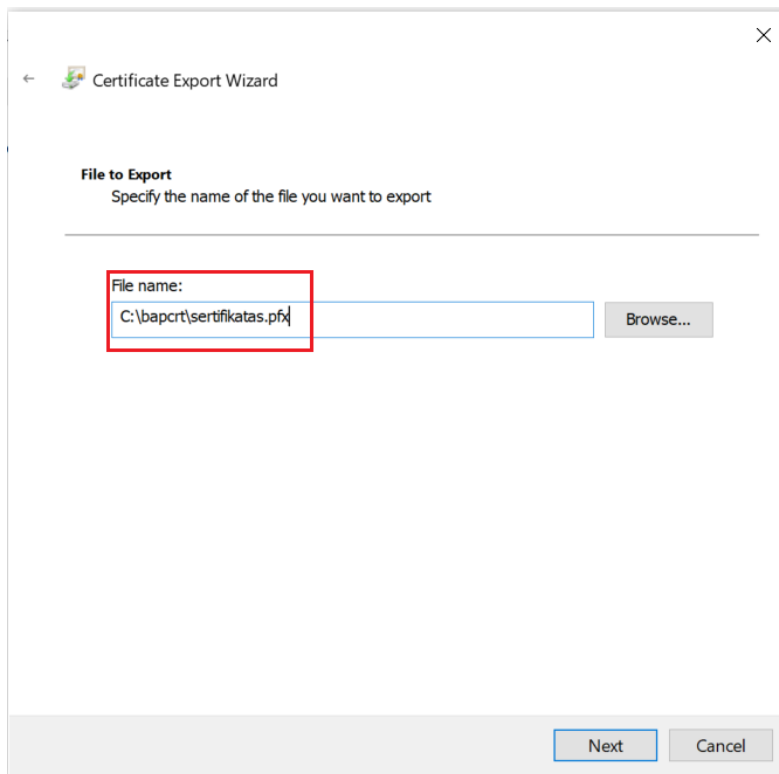 Certificate Export Wizard
File to Export
Specify the name of the file you want to export
File name:
C:\bapcrt\sertifikatas.pfx
Browse...
Next
Cancel